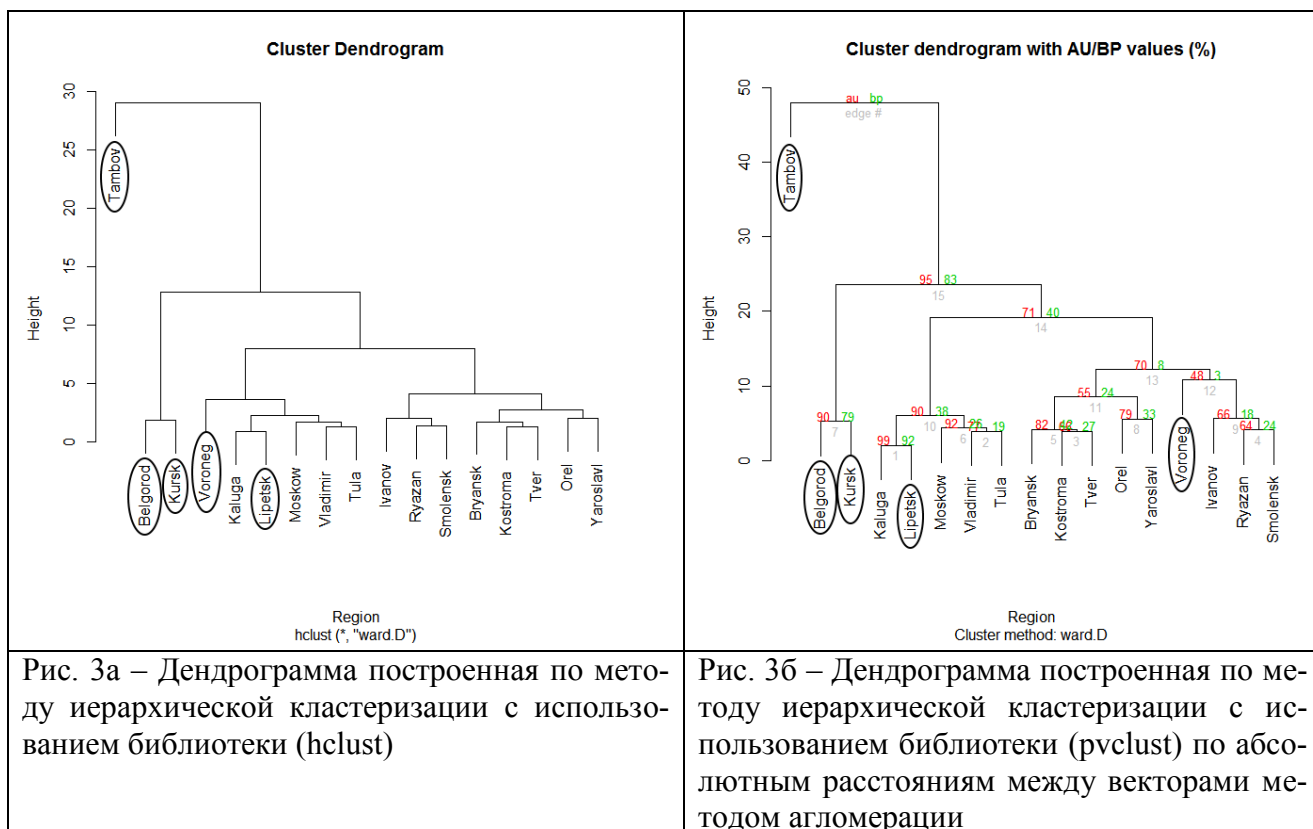 Cluster Dendrogram
30
25
20
15
10
5
0
Height
Tambov
Belgorod
Kursk
Voroneg
Kaluga
Lipetsk
Moskow
Vladimir
Tula
Ivanov
Ryazan
Smolensk
Bryansk
Kostroma
Tver
Orel
Yaroslavl
Region
hclust (*, "ward.D")
Cluster dendrogram with AU/BP values (%)
50
40
30
20
10
0
Height
au bp
edge #
Tambov
95 83
15
71 40
14
70 8
13
48 3
12
55 24
11
90 79
7
90 38
10
99 92
1
92 26
6
77 19
2
82
5
27
3
79 33
8
66 18
9
64 24
4
Belgorod
Kursk
Kaluga
Lipetsk
Moskow
Vladimir
Tula
Bryansk
Kostroma
Tver
Orel
Yaroslavl
Voroneg
Ivanov
Ryazan
Smolensk
Region
Cluster method: ward.D
Рис. 3а – Дендрограмма построенная по мето-
ду иерархической кластеризации с использо-
ванием библиотеки (hclust)
Рис. 3б – Дендрограмма построенная по ме-
тоду иерархической кластеризации с ис-
пользованием библиотеки (pvclust) по абсо-
лютным расстояниям между векторами ме-
тодом агломерации